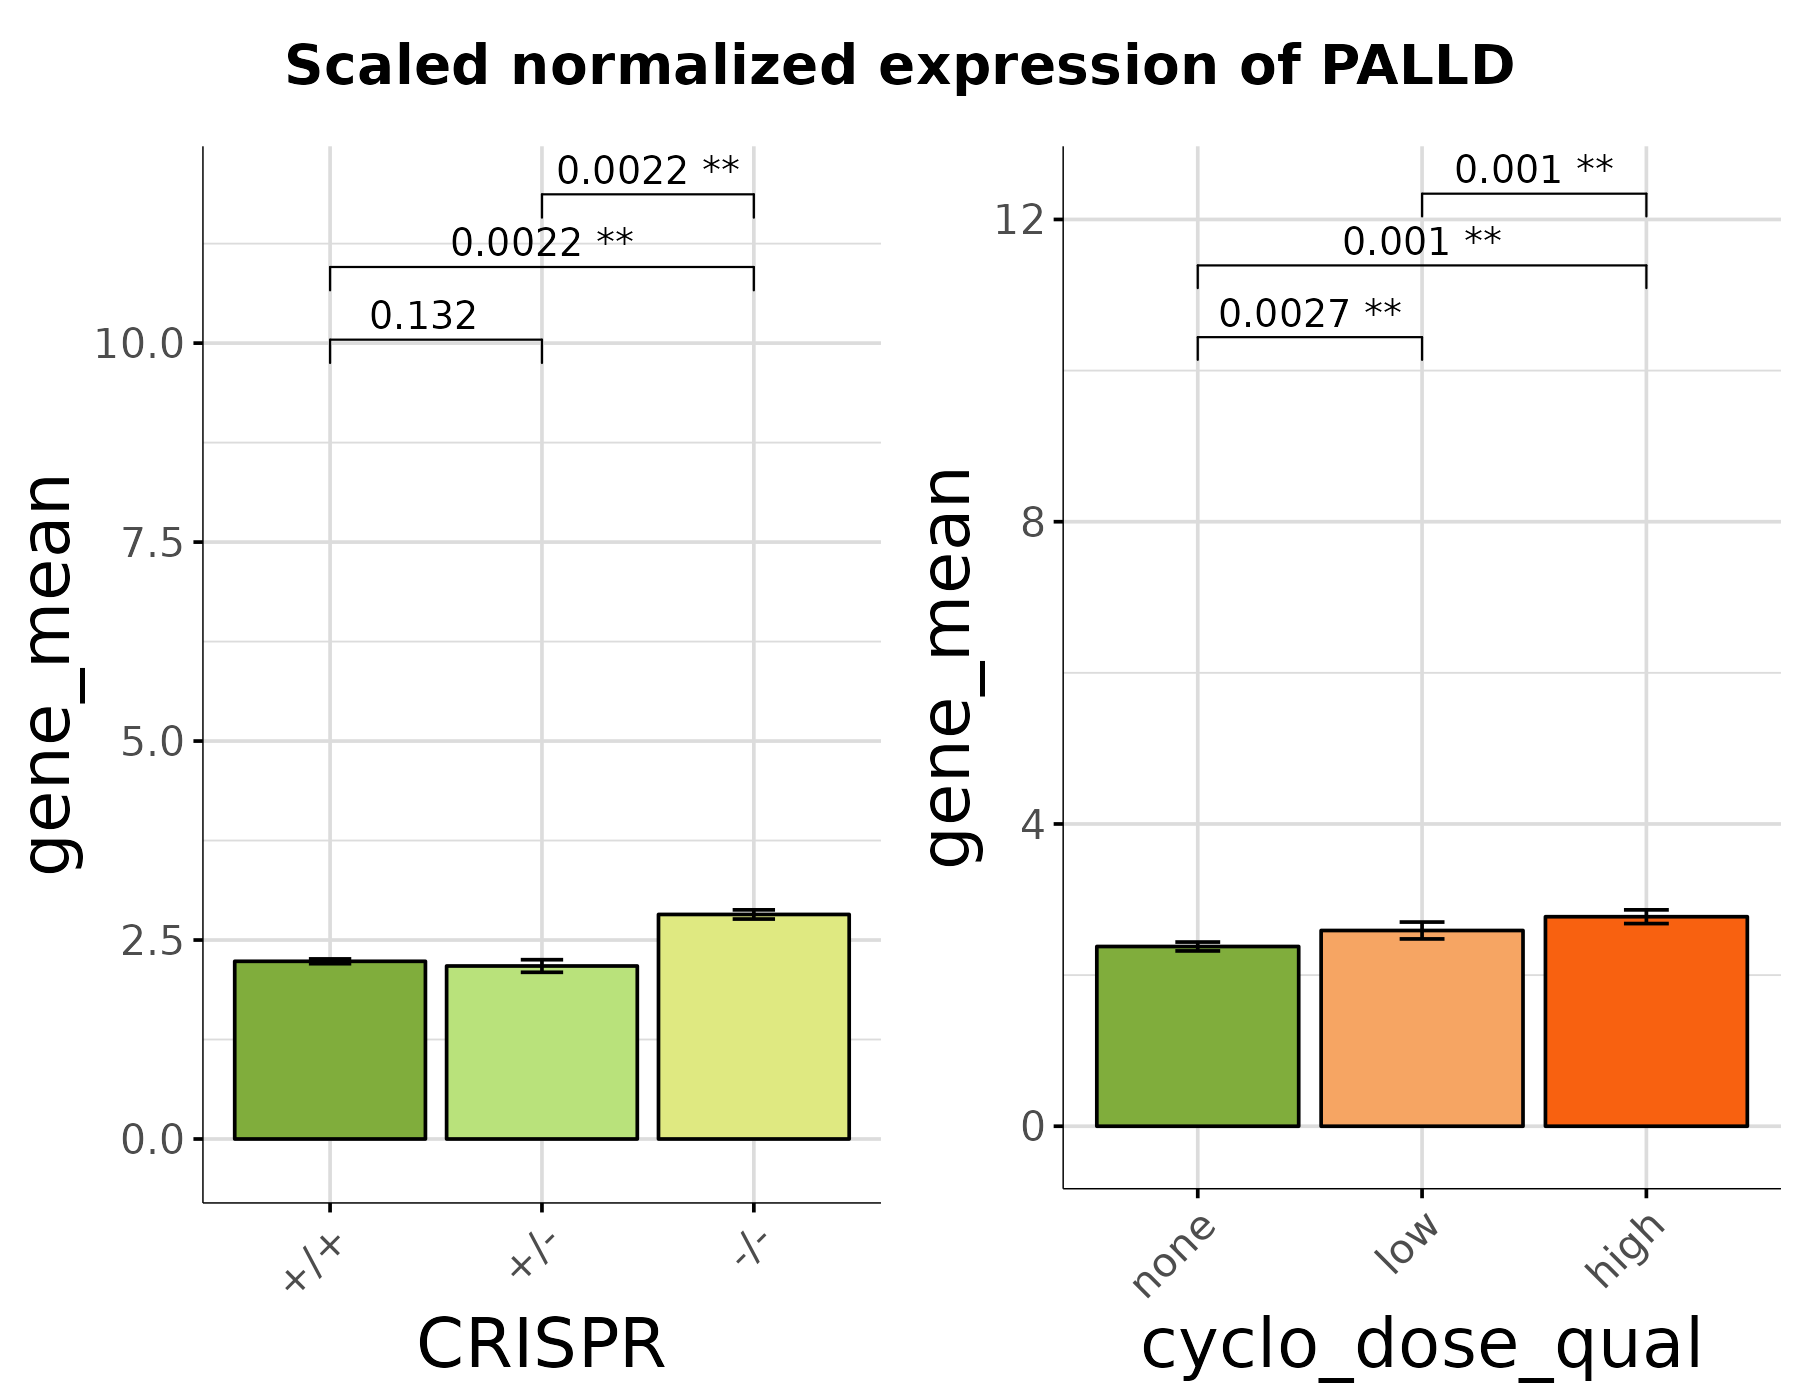 Scaled normalized expression of PALLD
0.0022 **
0.0022 **
0.132
10.0
7.5
5.0
2.5
0.0
gene_mean
+/+
+/-
-/-
CRISPR
0.001 **
0.001 **
0.0027 **
12
8
4
0
gene_mean
none
low
high
cyclo_dose_qual